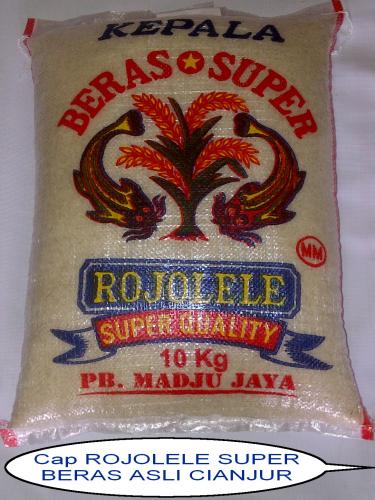 KEPALA
BERAS SUPER
MM
ROJOLELE
SUPER QUALITY
10 Kg
PB. MADJU JAYA
Cap ROJOLELE SUPER
BERAS ASLI CIANJUR